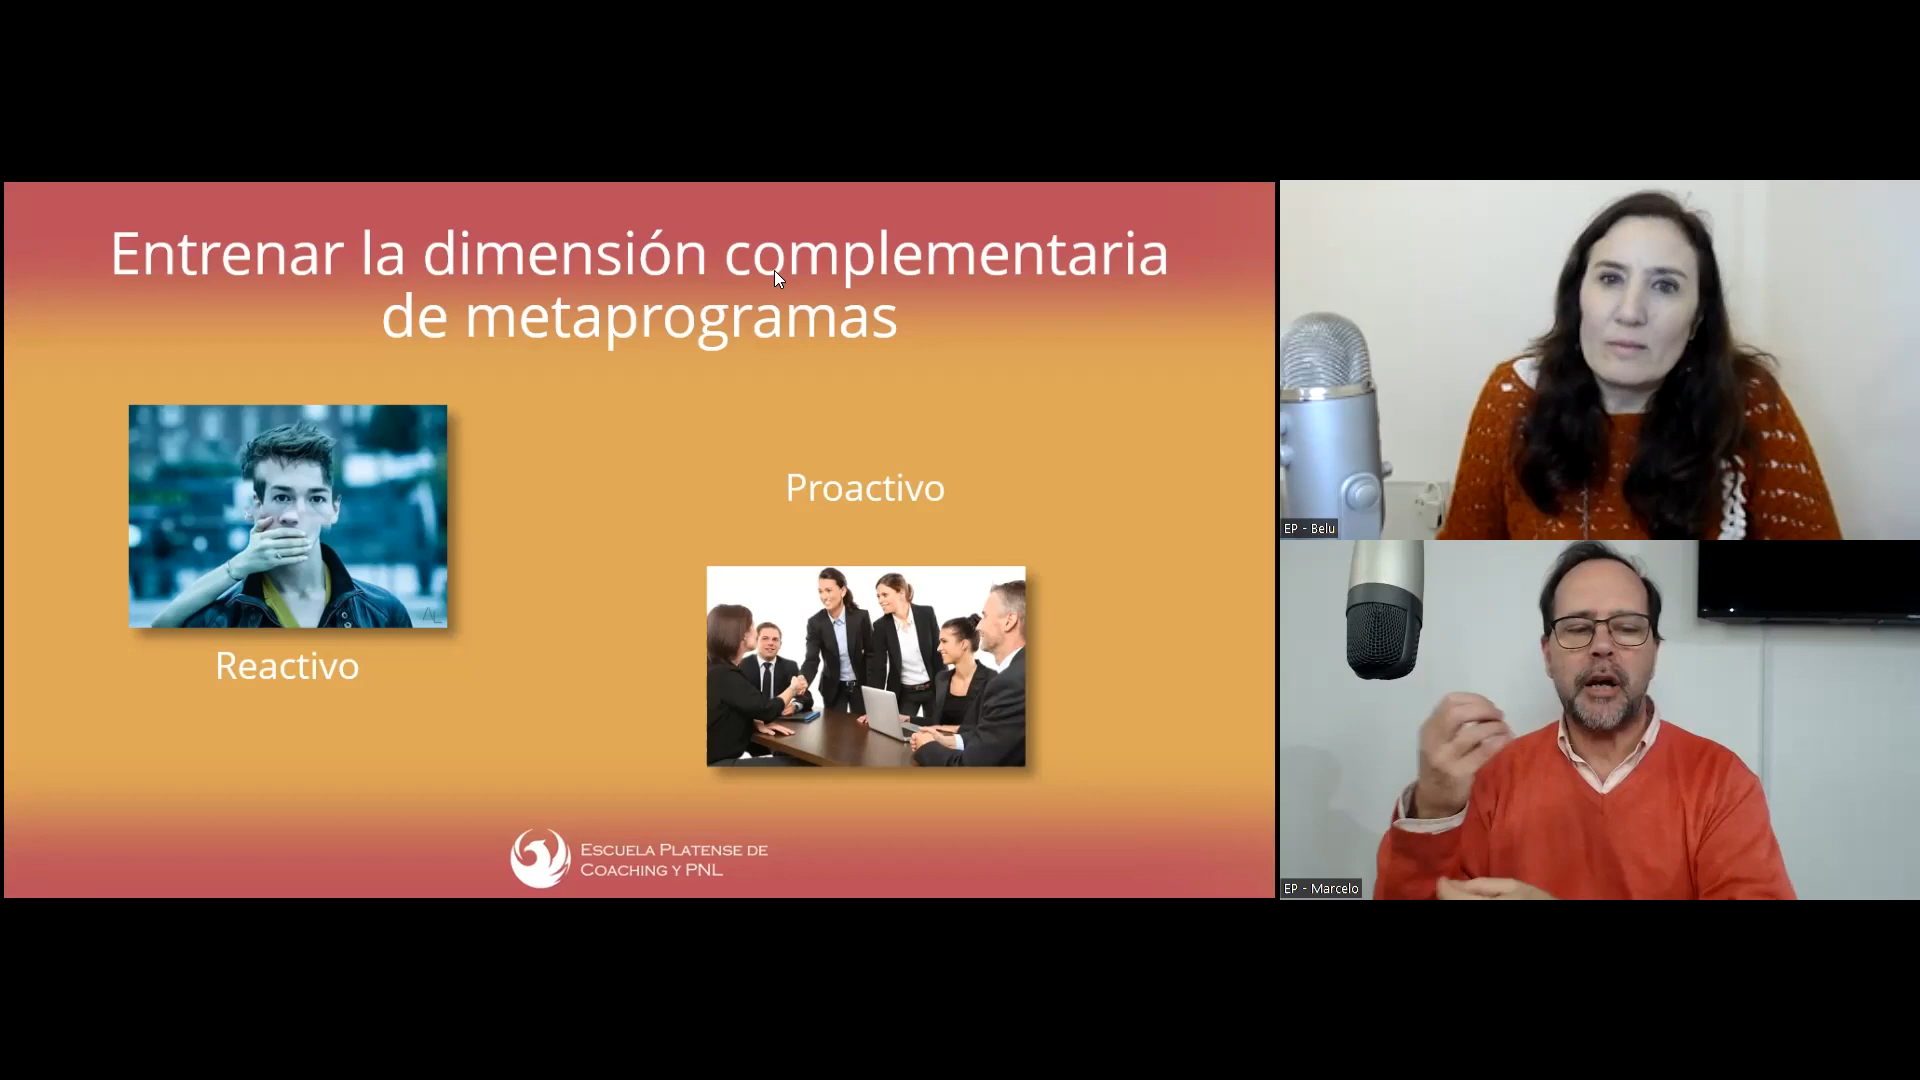 Entrenar la dimensión complementaria
de metaprogramas
Proactivo
Reactivo
Escuela Platense de
Coaching y PNL
EP - Belu
EP - Marcelo